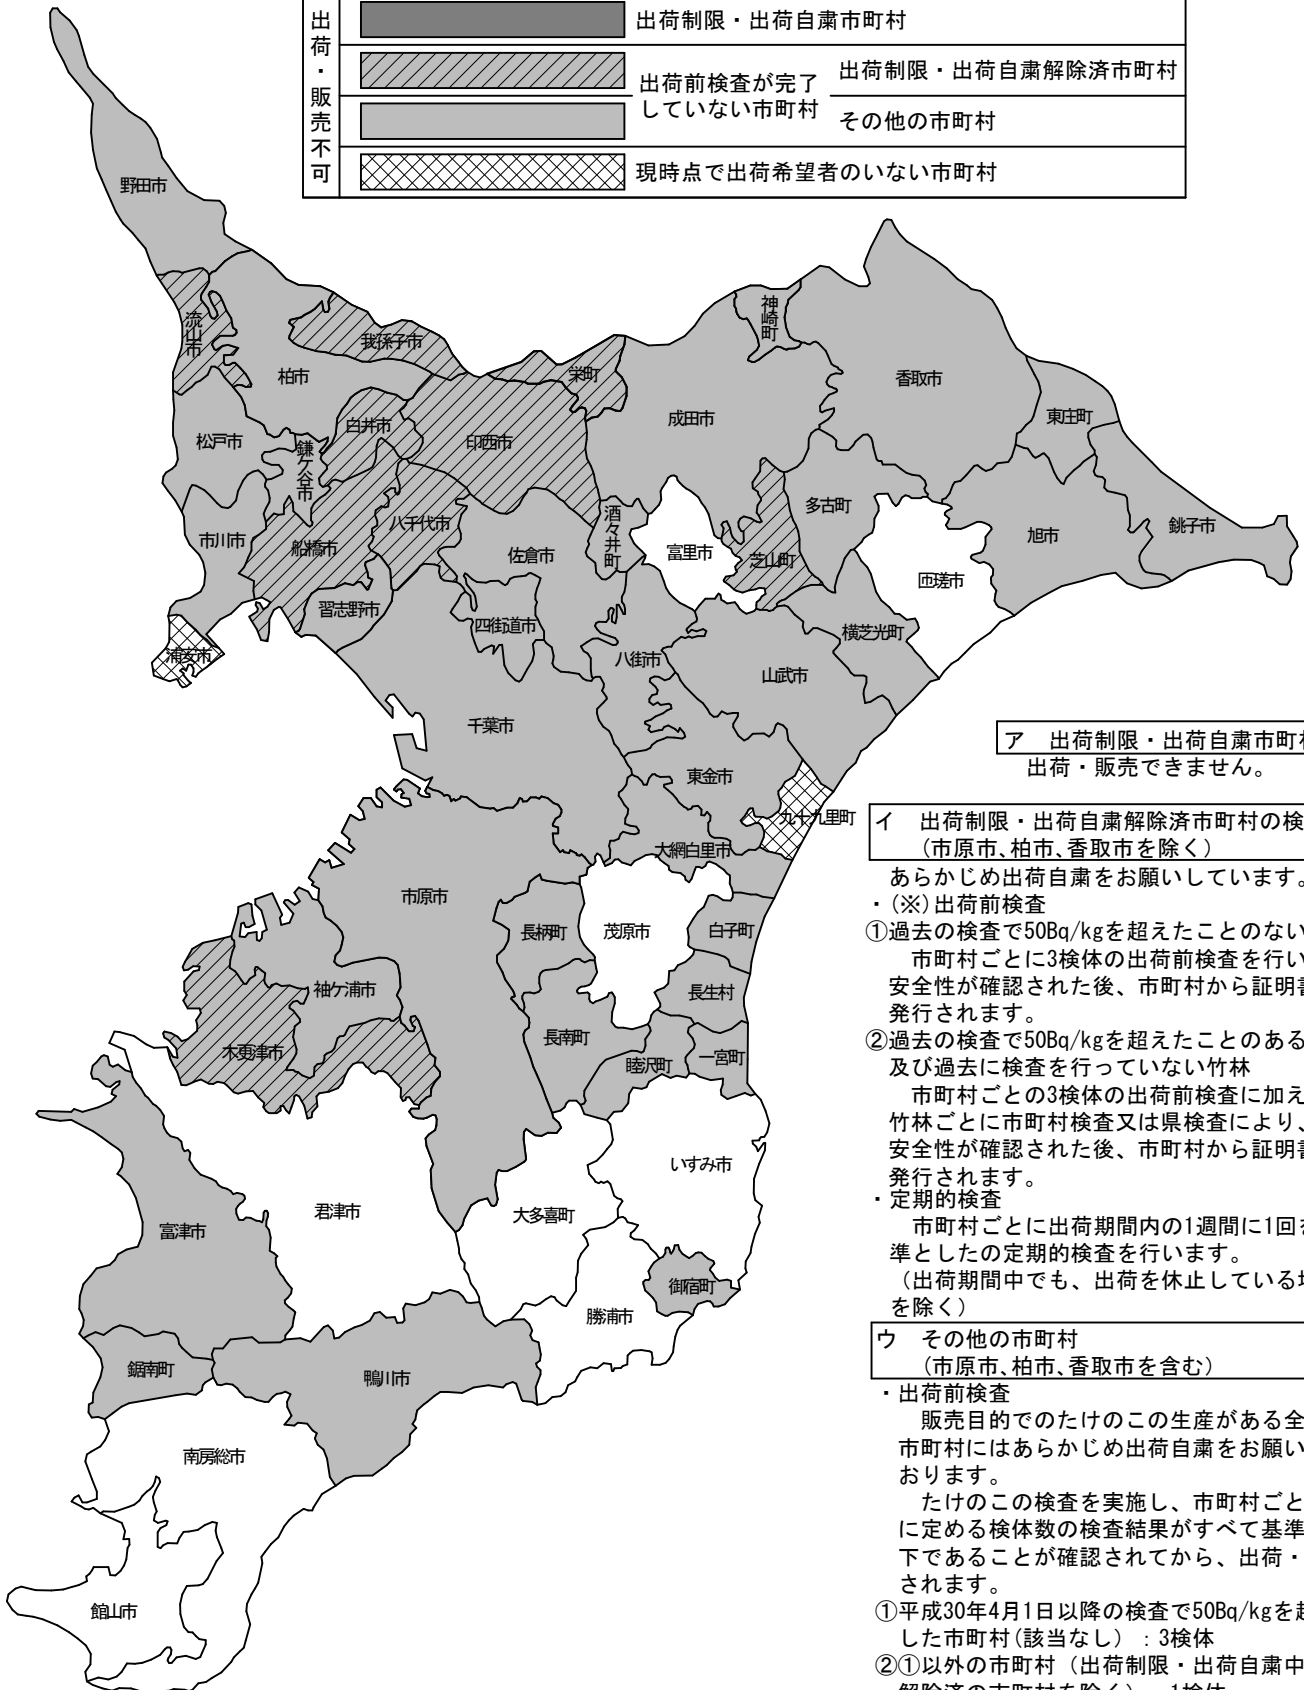 出荷・販売不可
出荷制限・出荷自粛市町村
出荷前検査が完了
していない市町村
出荷制限・出荷自粛解除済市町村
その他の市町村
現時点で出荷希望者のいない市町村
野田市
流山市
我孫子市
柏市
栄町
神崎町
香取市
成田市
東庄町
松戸市
鎌ケ谷市
白井市
印西市
市川市
船橋市
八千代市
佐倉市
酒々井町
富里市
芝山町
多古町
匝瑳市
旭市
銚子市
習志野市
四街道市
浦安市
八街市
山武市
横芝光町
千葉市
東金市
九十九里町
大網白里市
市原市
長柄町
茂原市
白子町
袖ケ浦市
長生村
木更津市
長南町
睦沢町
一宮町
いすみ市
君津市
大多喜町
富津市
御宿町
勝浦市
鋸南町
鴨川市
南房総市
館山市
ア　出荷制限・出荷自粛市町村
出荷・販売できません。
イ　出荷制限・出荷自粛解除済市町村の検
（市原市、柏市、香取市を除く）
あらかじめ出荷自粛をお願いしています。
・(※)出荷前検査
①過去の検査で50Bq/kgを超えたことのない
市町村ごとに3検体の出荷前検査を行い
安全性が確認された後、市町村から証明書
発行されます。
②過去の検査で50Bq/kgを超えたことのある
及び過去に検査を行っていない竹林
市町村ごとの3検体の出荷前検査に加え
竹林ごとに市町村検査又は県検査により、
安全性が確認された後、市町村から証明書
発行されます。
・定期的検査
市町村ごとに出荷期間内の1週間に1回を
準としたの定期的検査を行います。
（出荷期間中でも、出荷を休止している場
を除く）
ウ　その他の市町村
（市原市、柏市、香取市を含む）
・出荷前検査
販売目的でのたけのこの生産がある全
市町村にはあらかじめ出荷自粛をお願い
おります。
たけのこの検査を実施し、市町村ごと
に定める検体数の検査結果がすべて基準
下であることが確認されてから、出荷・
されます。
①平成30年4月1日以降の検査で50Bq/kgを超
した市町村(該当なし)　：3検体
②①以外の市町村（出荷制限・出荷自粛中
解除済の市町村を除く）　：1検体